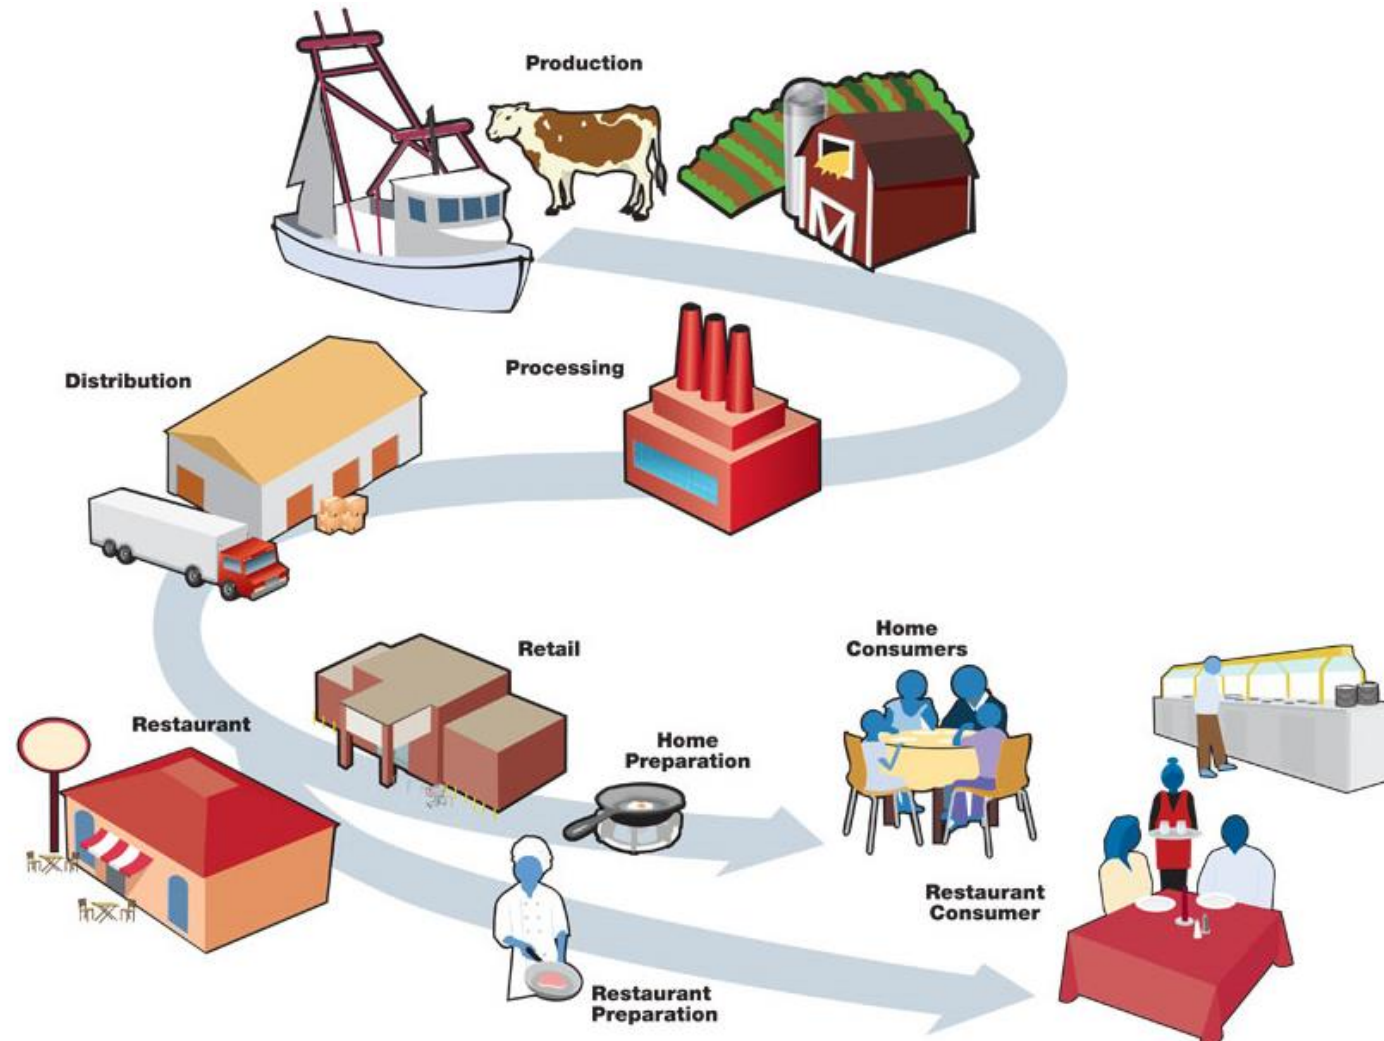 Production
Processing
Distribution
Retail
Home
Consumers
Restaurant
Home
Preparation
Restaurant
Consumer
Restaurant
Preparation